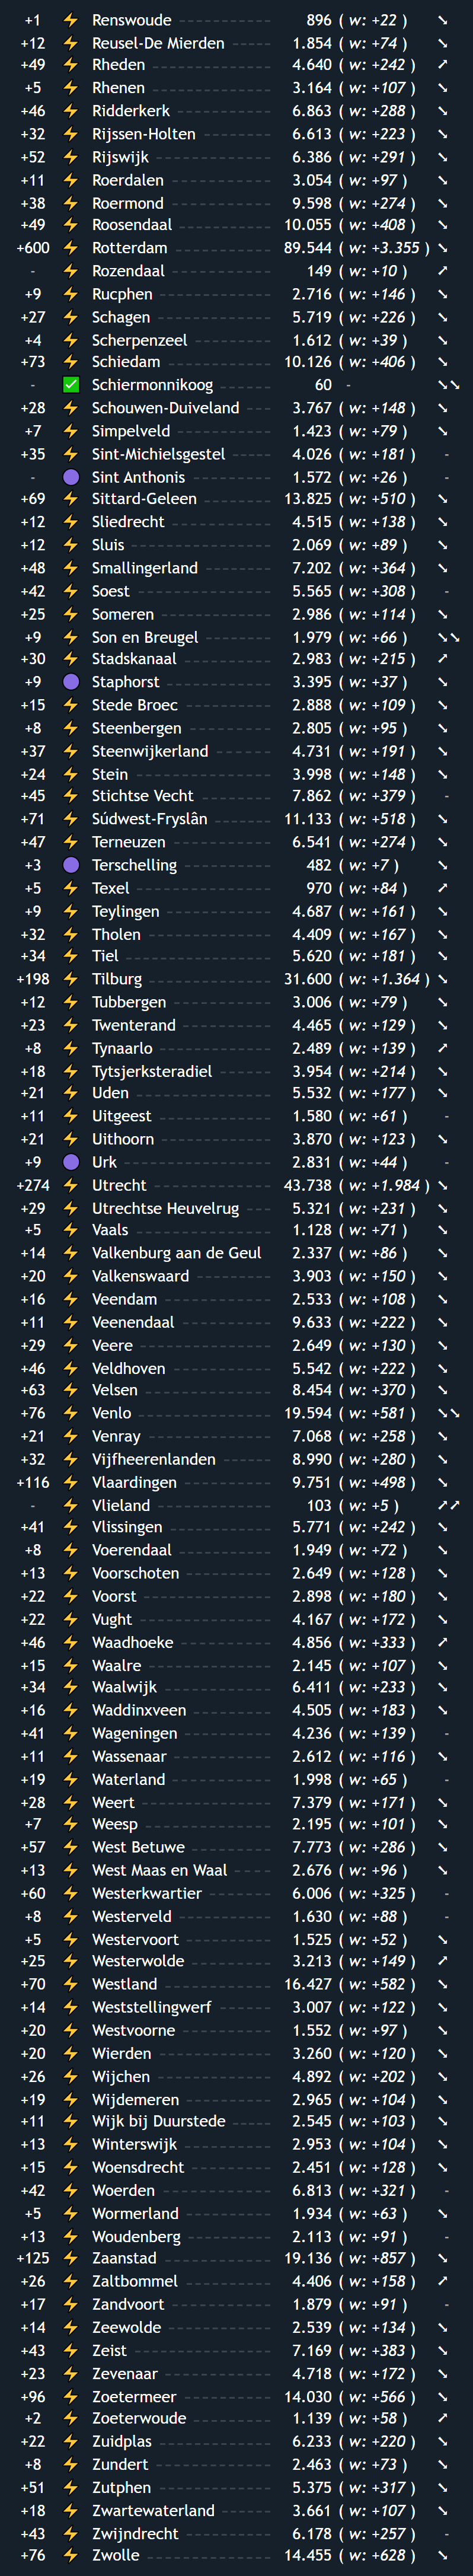 +1 ⚡ Renswoude 896 ( w: +22 ) ↘
+12 ⚡ Reusel-De Mierden 1.854 ( w: +74 ) ↘
+49 ⚡ Rheden 4.640 ( w: +242 ) ↗
+5 ⚡ Rhenen 3.164 ( w: +107 ) ↘
+46 ⚡ Ridderkerk 6.863 ( w: +288 ) ↘
+32 ⚡ Rijssen-Holten 6.613 ( w: +223 ) ↘
+52 ⚡ Rijswijk 6.386 ( w: +291 ) ↘
+11 ⚡ Roerdalen 3.054 ( w: +97 ) ↘
+38 ⚡ Roermond 9.598 ( w: +274 ) ↘
+49 ⚡ Roosendaal 10.055 ( w: +408 ) ↘
+600 ⚡ Rotterdam 89.544 ( w: +3.355 ) ↘
- ⚡ Rozendaal 149 ( w: +10 ) ↗
+9 ⚡ Rucphen 2.716 ( w: +146 ) ↘
+27 ⚡ Schagen 5.719 ( w: +226 ) ↘
+4 ⚡ Scherpenzeel 1.612 ( w: +39 ) ↘
+73 ⚡ Schiedam 10.126 ( w: +406 ) ↘
- ✅ Schiermonnikoog 60 - ↘↘
+28 ⚡ Schouwen-Duiveland 3.767 ( w: +148 ) ↘
+7 ⚡ Simpelveld 1.423 ( w: +79 ) ↘
+35 ⚡ Sint-Michielsgestel 4.026 ( w: +181 ) -
- 🟣 Sint Anthonis 1.572 ( w: +26 ) -
+69 ⚡ Sittard-Geleen 13.825 ( w: +510 ) ↘
+12 ⚡ Sliedrecht 4.515 ( w: +138 ) ↘
+12 ⚡ Sluis 2.069 ( w: +89 ) ↘
+48 ⚡ Smallingerland 7.202 ( w: +364 ) ↘
+42 ⚡ Soest 5.565 ( w: +308 ) -
+25 ⚡ Someren 2.986 ( w: +114 ) ↘
+9 ⚡ Son en Breugel 1.979 ( w: +66 ) ↘↘
+30 ⚡ Stadskanaal 2.983 ( w: +215 ) ↗
+9 🟣 Staphorst 3.395 ( w: +37 ) ↘
+15 ⚡ Stede Broec 2.888 ( w: +109 ) ↘
+8 ⚡ Steenbergen 2.805 ( w: +95 ) ↘
+37 ⚡ Steenwijkerland 4.731 ( w: +191 ) ↘
+24 ⚡ Stein 3.998 ( w: +148 ) ↘
+45 ⚡ Stichtse Vecht 7.862 ( w: +379 ) -
+71 ⚡ Súdwest-Fryslân 11.133 ( w: +518 ) ↘
+47 ⚡ Terneuzen 6.541 ( w: +274 ) ↘
+3 🟣 Terschelling 482 ( w: +7 ) ↘
+5 ⚡ Texel 970 ( w: +84 ) ↗
+9 ⚡ Teylingen 4.687 ( w: +161 ) ↘
+32 ⚡ Tholen 4.409 ( w: +167 ) ↘
+34 ⚡ Tiel 5.620 ( w: +181 ) ↘
+198 ⚡ Tilburg 31.600 ( w: +1.364 ) ↘
+12 ⚡ Tubbergen 3.006 ( w: +79 ) ↘
+23 ⚡ Twenterand 4.465 ( w: +129 ) ↘
+8 ⚡ Tynaarlo 2.489 ( w: +139 ) ↗
+18 ⚡ Tytsjerksteradiel 3.954 ( w: +214 ) ↘
+21 ⚡ Uden 5.532 ( w: +177 ) ↘
+11 ⚡ Uitgeest 1.580 ( w: +61 ) -
+21 ⚡ Uithoorn 3.870 ( w: +123 ) ↘
+9 🟣 Urk 2.831 ( w: +44 ) -
+274 ⚡ Utrecht 43.738 ( w: +1.984 ) ↘
+29 ⚡ Utrechtse Heuvelrug 5.321 ( w: +231 ) ↘
+5 ⚡ Vaals 1.128 ( w: +71 ) ↘
+14 ⚡ Valkenburg aan de Geul 2.337 ( w: +86 ) ↘
+20 ⚡ Valkenswaard 3.903 ( w: +150 ) ↘
+16 ⚡ Veendam 2.533 ( w: +108 ) ↘
+11 ⚡ Veenendaal 9.633 ( w: +222 ) ↘
+29 ⚡ Veere 2.649 ( w: +130 ) ↘
+46 ⚡ Veldhoven 5.542 ( w: +222 ) ↘
+63 ⚡ Velsen 8.454 ( w: +370 ) ↘
+76 ⚡ Venlo 19.594 ( w: +581 ) ↘↘
+21 ⚡ Venray 7.068 ( w: +258 ) ↘
+32 ⚡ Vijfheerenlanden 8.990 ( w: +280 ) ↘
+116 ⚡ Vlaardingen 9.751 ( w: +498 ) ↘
- ⚡ Vlieland 103 ( w: +5 ) ↗↗
+41 ⚡ Vlissingen 5.771 ( w: +242 ) ↘
+8 ⚡ Voerendaal 1.949 ( w: +72 ) ↘
+13 ⚡ Voorschoten 2.649 ( w: +128 ) ↘
+22 ⚡ Voorst 2.898 ( w: +180 ) ↘
+22 ⚡ Vught 4.167 ( w: +172 ) ↘
+46 ⚡ Waadhoeke 4.856 ( w: +333 ) ↗
+15 ⚡ Waalre 2.145 ( w: +107 ) ↘
+34 ⚡ Waalwijk 6.411 ( w: +233 ) ↘
+16 ⚡ Waddinxveen 4.505 ( w: +183 ) ↘
+41 ⚡ Wageningen 4.236 ( w: +139 ) -
+11 ⚡ Wassenaar 2.612 ( w: +116 ) ↘
+19 ⚡ Waterland 1.998 ( w: +65 ) -
+28 ⚡ Weert 7.379 ( w: +171 ) ↘
+7 ⚡ Weesp 2.195 ( w: +101 ) ↘
+57 ⚡ West Betuwe 7.773 ( w: +286 ) ↘
+13 ⚡ West Maas en Waal 2.676 ( w: +96 ) ↘
+60 ⚡ Westerkwartier 6.006 ( w: +325 ) -
+8 ⚡ Westerveld 1.630 ( w: +88 ) -
+5 ⚡ Westervoort 1.525 ( w: +52 ) ↘
+25 ⚡ Westerwolde 3.213 ( w: +149 ) ↗
+70 ⚡ Westland 16.427 ( w: +582 ) ↘
+14 ⚡ Weststellingwerf 3.007 ( w: +122 ) ↘
+20 ⚡ Westvoorne 1.552 ( w: +97 ) ↘
+20 ⚡ Wierden 3.260 ( w: +120 ) ↘
+26 ⚡ Wijchen 4.892 ( w: +202 ) ↘
+19 ⚡ Wijdemeren 2.965 ( w: +104 ) ↘
+11 ⚡ Wijk bij Duurstede 2.545 ( w: +103 ) ↘
+13 ⚡ Winterswijk 2.953 ( w: +104 ) ↘
+15 ⚡ Woensdrecht 2.451 ( w: +128 ) ↘
+42 ⚡ Woerden 6.813 ( w: +321 ) -
+5 ⚡ Wormerland 1.934 ( w: +63 ) ↘
+13 ⚡ Woudenberg 2.113 ( w: +91 ) -
+125 ⚡ Zaanstad 19.136 ( w: +857 ) ↘
+26 ⚡ Zaltbommel 4.406 ( w: +158 ) ↗
+17 ⚡ Zandvoort 1.879 ( w: +91 ) -
+14 ⚡ Zeewolde 2.539 ( w: +134 ) ↘
+43 ⚡ Zeist 7.169 ( w: +383 ) ↘
+23 ⚡ Zevenaar 4.718 ( w: +172 ) ↘
+96 ⚡ Zoetermeer 14.030 ( w: +566 ) ↘
+2 ⚡ Zoeterwoude 1.139 ( w: +58 ) ↗
+22 ⚡ Zuidplas 6.233 ( w: +220 ) ↘
+8 ⚡ Zundert 2.463 ( w: +73 ) ↘
+51 ⚡ Zutphen 5.375 ( w: +317 ) ↘
+18 ⚡ Zwartewaterland 3.661 ( w: +107 ) ↘
+43 ⚡ Zwijndrecht 6.178 ( w: +257 ) -
+76 ⚡ Zwolle 14.455 ( w: +628 ) ↘